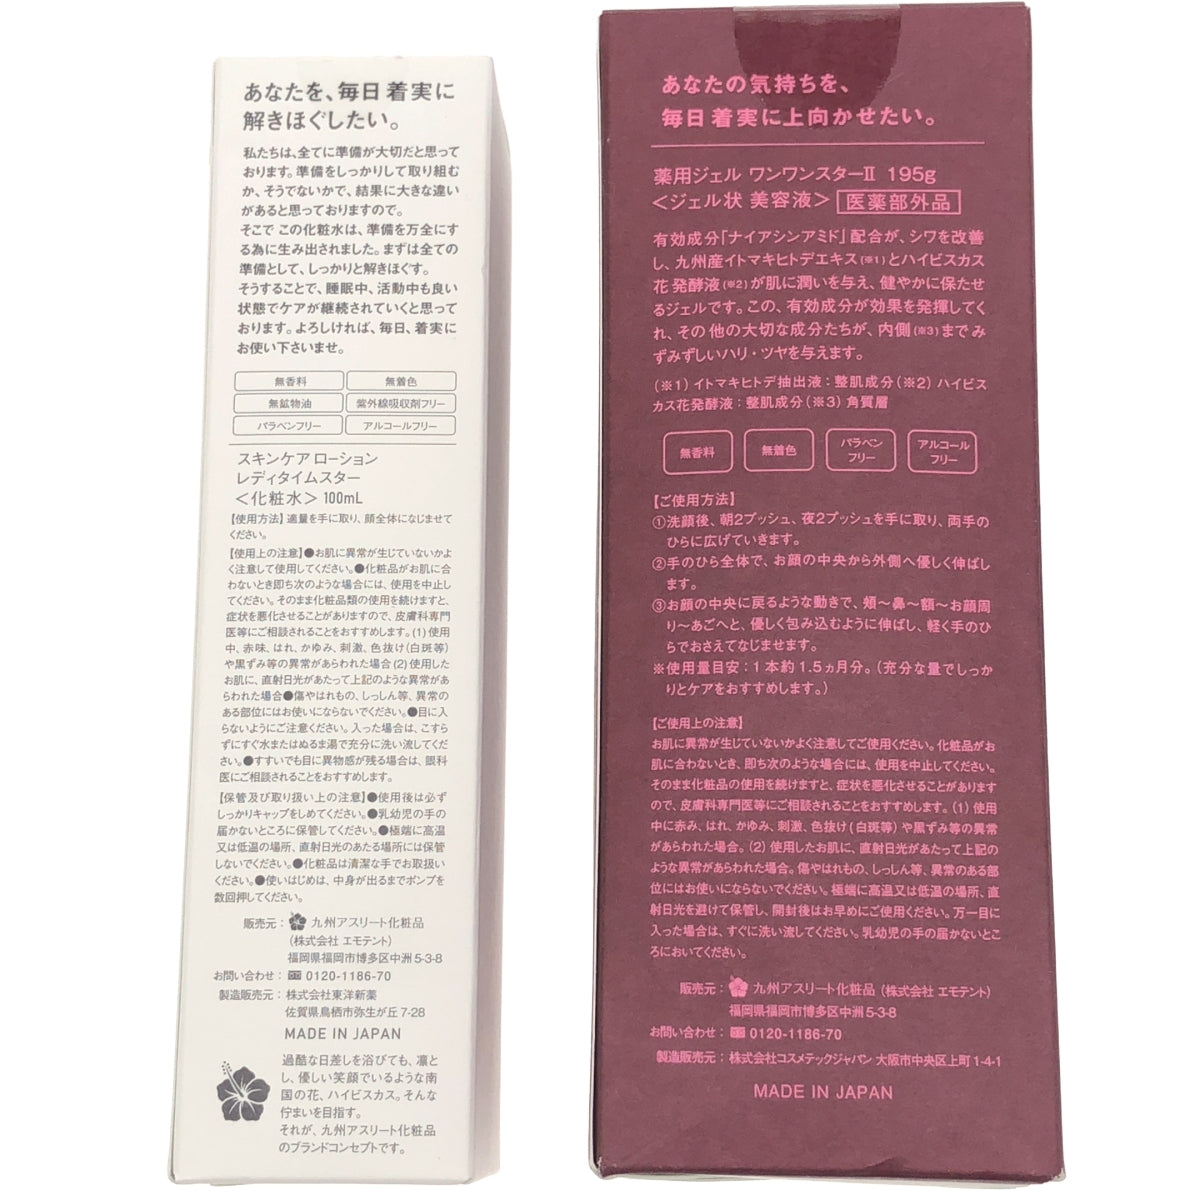 あなたを、毎日 着実に
解きほぐしたい。
私たちは、全てに準備が大切だと思って
おります。準備をしっかりして取り組む
か、そうでないかで、結果に大きな違い
があると思っておりますので。
そこで この化粧水は、準備を万全にす
る為に生み出されました。まずは全ての
準備として、しっかりと解きほぐす。
そうすることで、睡眠中、活動中も良い
状態でケアが継続されていくと思って
おります。よろしければ、毎日、着実に
お使い下さいませ。
無香料 無着色
無鉱物油 紫外線吸収剤フリー
パラベンフリー アルコールフリー
スキンケア ローション
レディタイムスター
＜化粧水＞ 100mL
【使用方法】適量を手に取り、顔全体になじませて
ください。
【使用上の注意】●お肌に異常が生じていないかよ
く注意して使用してください。●化粧品がお肌に合
わないとき即ち次のような場合には、使用を中止し
てください。そのまま化粧品類の使用を続けますと、
症状を悪化させることがありますので、皮膚科専門
医等にご相談されることをおすすめします。(1) 使用
中、赤味、はれ、かゆみ、刺激、色抜け(白斑等)
や黒ずみ等の異常があらわれた場合 (2) 使用した
お肌に、直射日光があたって上記のような異常があ
らわれた場合●傷やはれもの、しっしん等、異常の
ある部位にはお使いにならないでください。●目に入
らないようにご注意ください。入った場合は、こすら
ずにすぐ水またはぬるま湯で充分に洗い流してくだ
さい。●すすいでも目に異物感が残る場合は、眼科
医にご相談されることをおすすめします。
【保管及び取り扱い上の注意】●使用後は必ず
しっかりキャップをしめてください。●乳幼児の手の
届かないところに保管してください。●極端に高温
又は低温の場所、直射日光のあたる場所には保管
しないでください。●化粧品は清潔な手でお取扱い
ください。●使いはじめは、中身が出るまでポンプを
数回押してください。
販売元： 九州アスリート化粧品
（株式会社 エモテント）
福岡県福岡市博多区中洲 5-3-8
お問い合わせ： 0120-1186-70
製造販売元： 株式会社東洋新薬
佐賀県鳥栖市弥生が丘 7-28
MADE IN JAPAN
過酷な日差しを浴びても、凛と
し、優しい笑顔でいるような南
国の花、ハイビスカス。そんな
佇まいを目指す。
それが、九州アスリート化粧品
のブランドコンセプトです。
あなたの気持ちを、
毎日 着実に上向かせたい。
薬用ジェル ワンワンスターⅡ 195g
＜ジェル状 美容液＞ 医薬部外品
有効成分「ナイアシンアミド」配合が、シワを改善
し、九州産イトマキヒトデエキス(※1)とハイビスカス
花 発酵液(※2)が肌に潤いを与え、健やかに保たせ
るジェルです。この、有効成分が効果を発揮してく
れ、その他の大切な成分たちが、内側(※3)までみ
ずみずしいハリ・ツヤを与えます。
（※1）イトマキヒトデ抽出液：整肌成分（※2）ハイビス
カス花発酵液：整肌成分（※3）角質層
無香料 無着色 パラベン フリー アルコール フリー
【ご使用方法】
①洗顔後、朝2プッシュ、夜2プッシュを手に取り、両手の
ひらに広げていきます。
②手のひら全体で、お顔の中央から外側へ優しく伸ばし
ます。
③お顔の中央に戻るような動きで、頬～鼻～額～お顔周
り～あごへと、優しく包み込むように伸ばし、軽く手のひ
らでおさえてなじませます。
※使用量目安：1本約1.5ヵ月分。（充分な量でしっか
りとケアをおすすめします。）
【ご使用上の注意】
お肌に異常が生じていないかよく注意してご使用ください。化粧品がお
肌に合わないとき、即ち次のような場合には、使用を中止してください。
そのまま化粧品の使用を続けますと、症状を悪化させることがあります
ので、皮膚科専門医等にご相談されることをおすすめします。（1）使用
中に赤み、はれ、かゆみ、刺激、色抜け（白斑等）や黒ずみ等の異常
があらわれた場合。（2）使用したお肌に、直射日光があたって上記の
ような異常があらわれた場合。傷やはれもの、しっしん等、異常のある部
位にはお使いにならないでください。極端に高温又は低温の場所、直
射日光を避けて保管し、開封後はお早めにご使用ください。万一目に
入った場合は、すぐに洗い流してください。乳幼児の手の届かないとこ
ろにおいてください。
販売元： 九州アスリート化粧品（株式会社 エモテント）
福岡県福岡市博多区中洲 5-3-8
お問い合わせ： 0120-1186-70
製造販売元： 株式会社コスメテックジャパン 大阪市中央区上町 1-4-1
MADE IN JAPAN